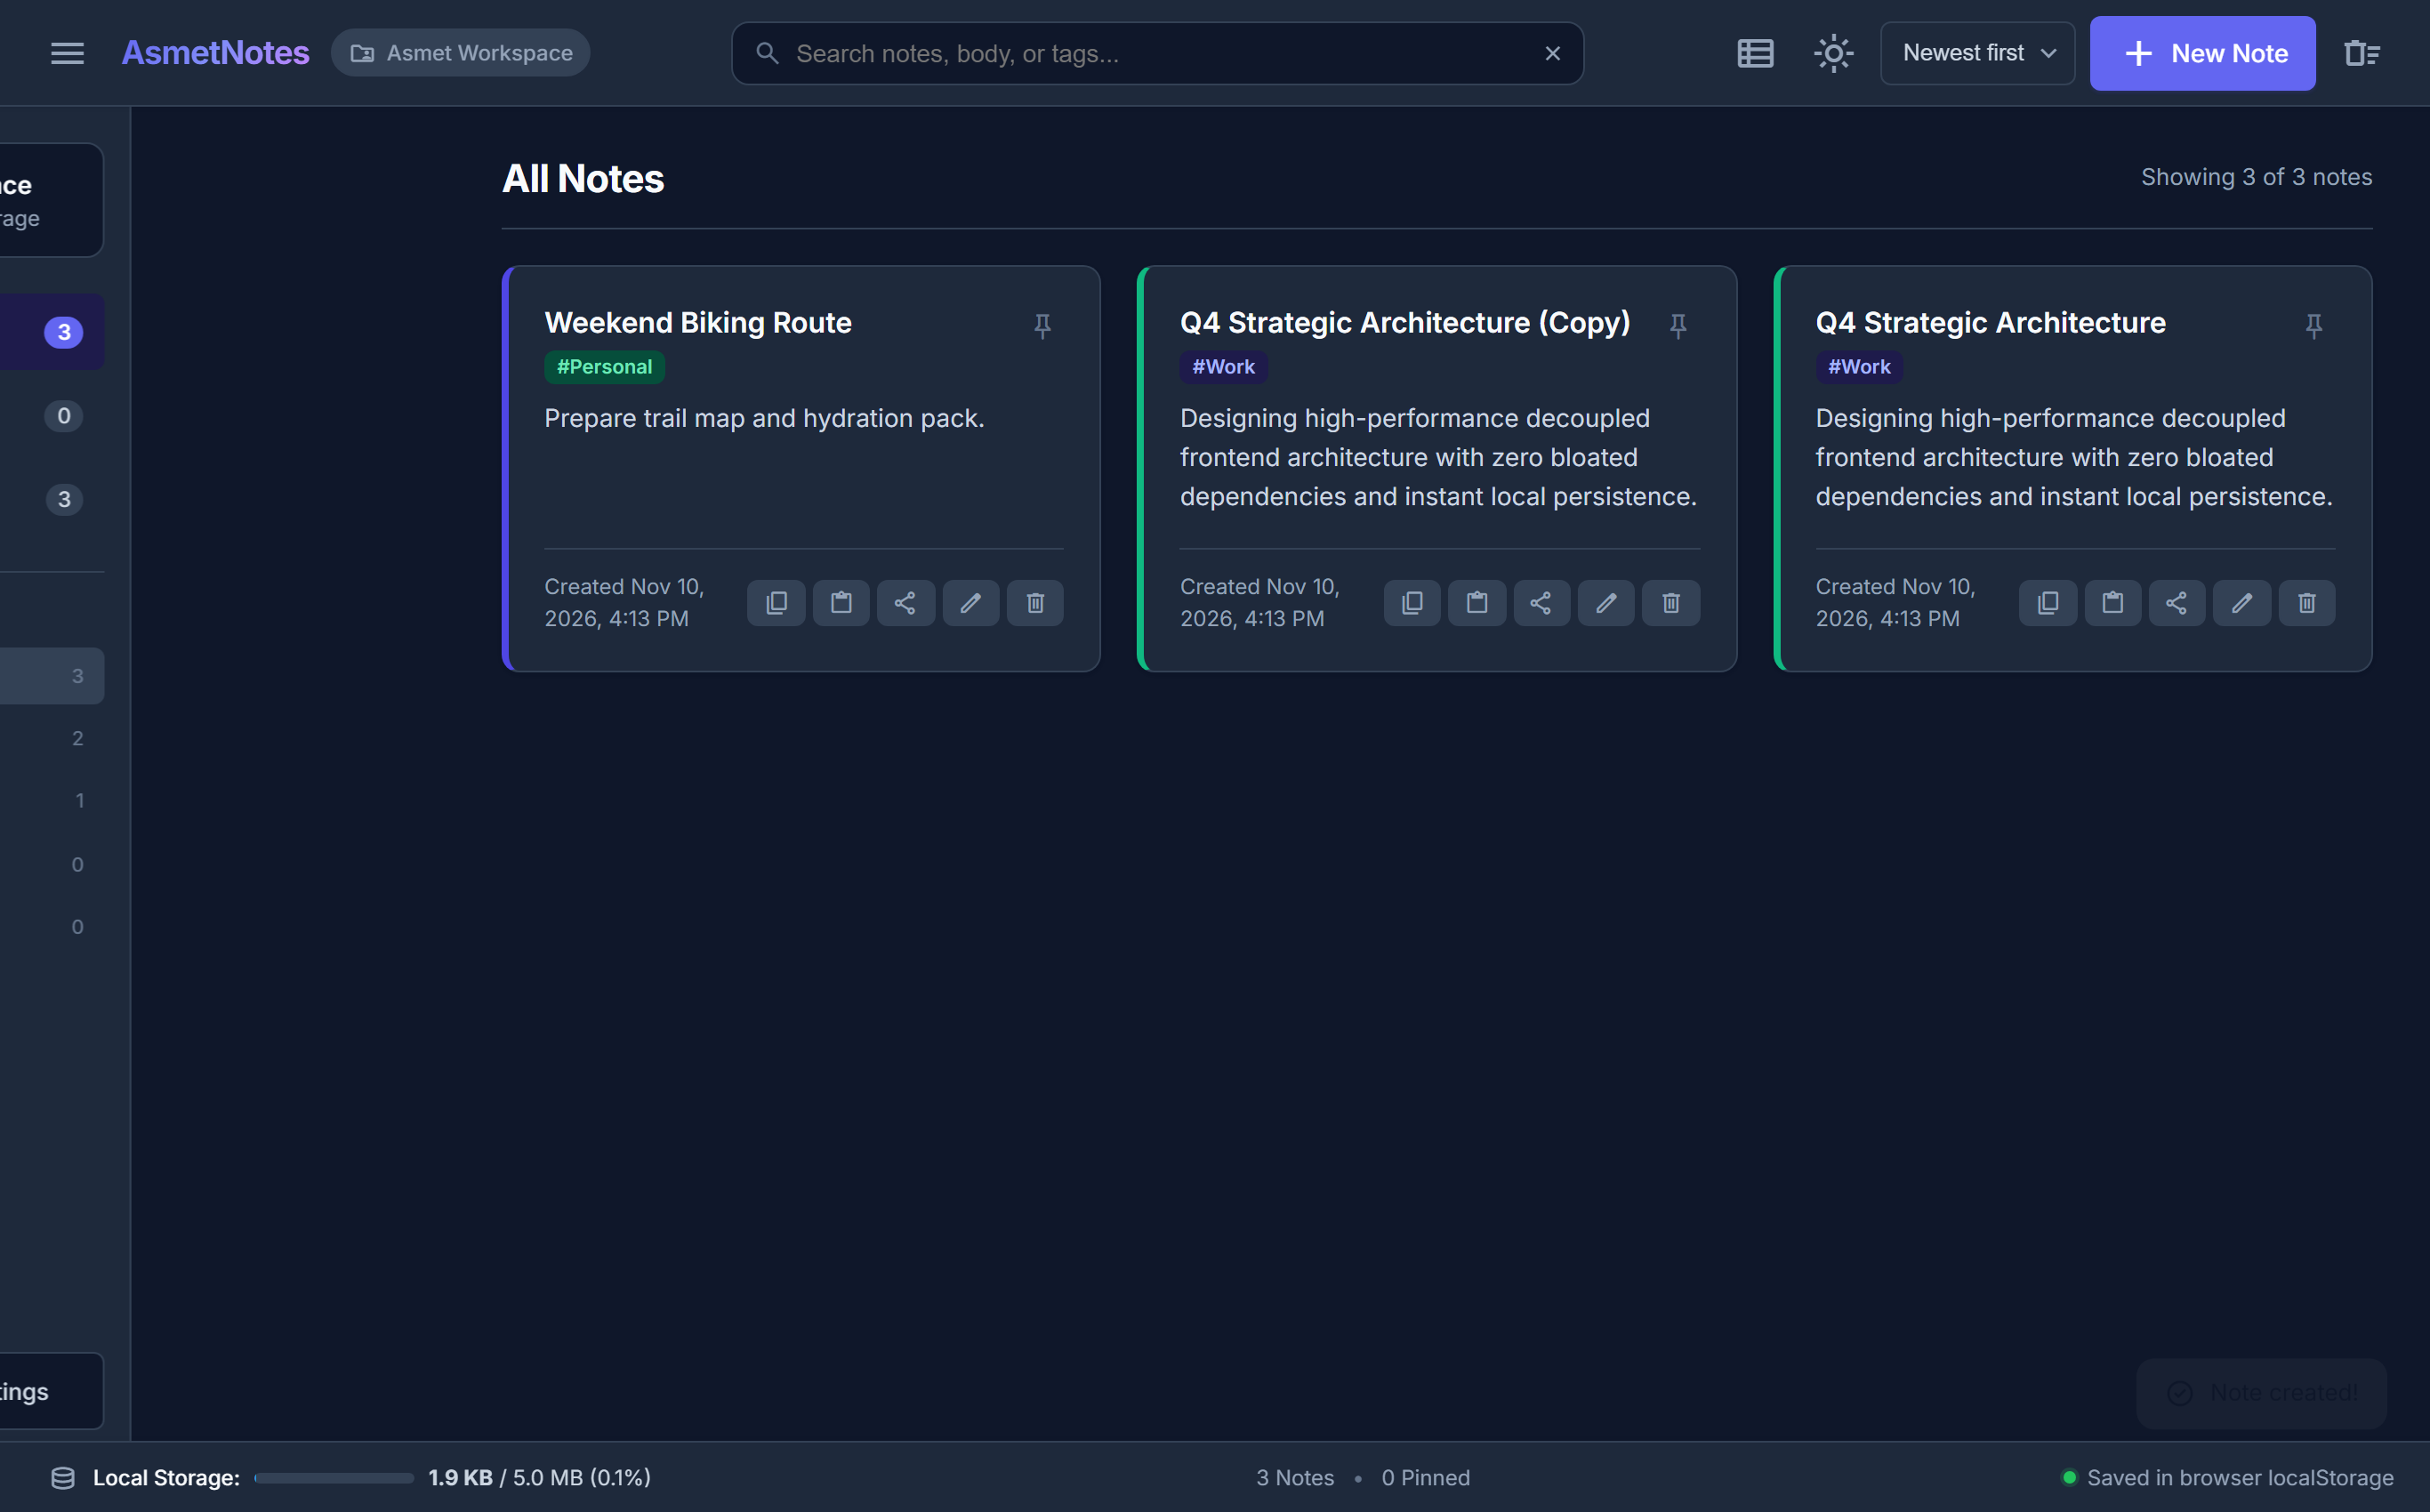 AsmetNotes
Asmet Workspace
Search notes, body, or tags...
Newest first
New Note
ce
rage
3
0
3
3
2
1
0
0
tings
All Notes
Showing 3 of 3 notes
Weekend Biking Route
#Personal
Prepare trail map and hydration pack.
Created Nov 10,
2026, 4:13 PM
Q4 Strategic Architecture (Copy)
#Work
Designing high-performance decoupled
frontend architecture with zero bloated
dependencies and instant local persistence.
Created Nov 10,
2026, 4:13 PM
Q4 Strategic Architecture
#Work
Designing high-performance decoupled
frontend architecture with zero bloated
dependencies and instant local persistence.
Created Nov 10,
2026, 4:13 PM
Note created!
Local Storage: 1.9 KB / 5.0 MB (0.1%)
3 Notes • 0 Pinned
Saved in browser localStorage